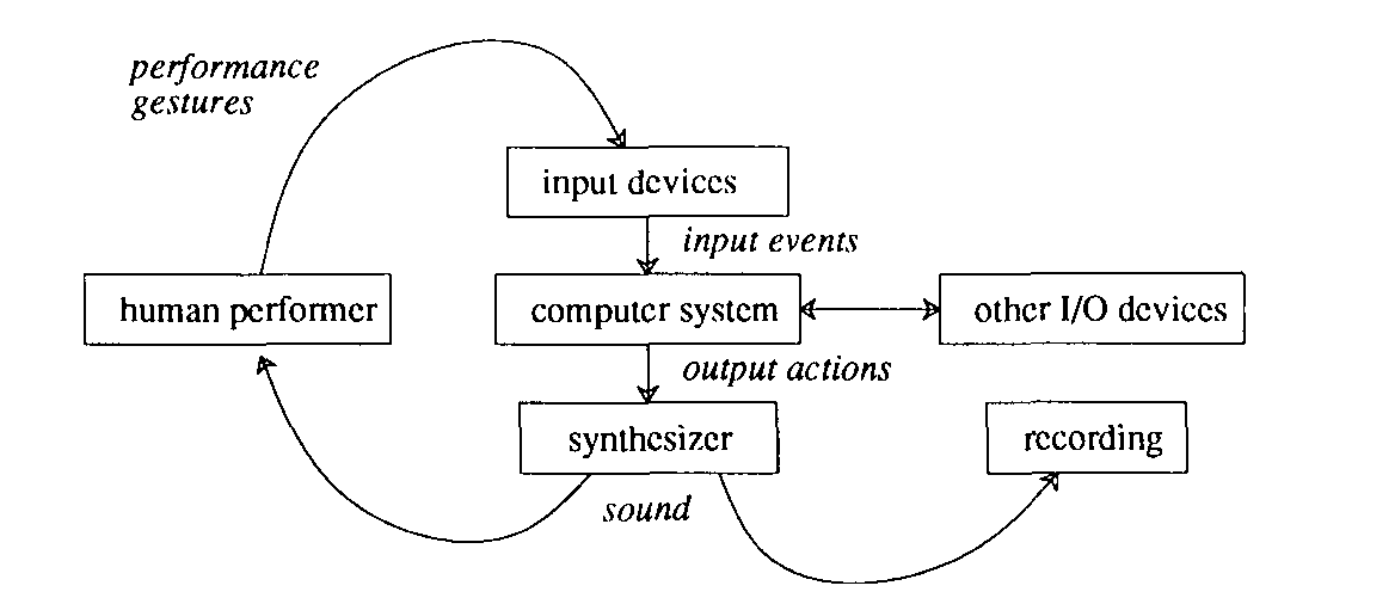 performance
gestures
input devices
input events
human performer
computer system
other I/O devices
output actions
synthesizer
recording
sound